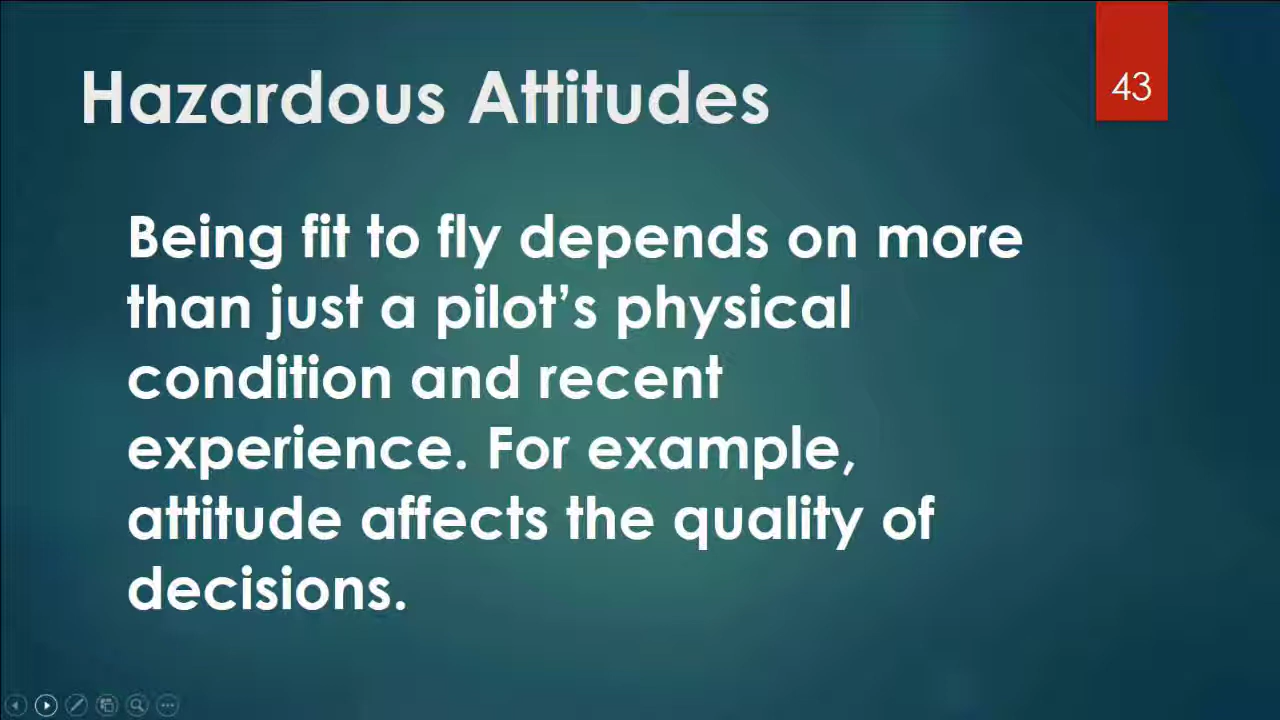 Hazardous Attitudes
43
Being fit to fly depends on more
than just a pilot’s physical
condition and recent
experience. For example,
attitude affects the quality of
decisions.